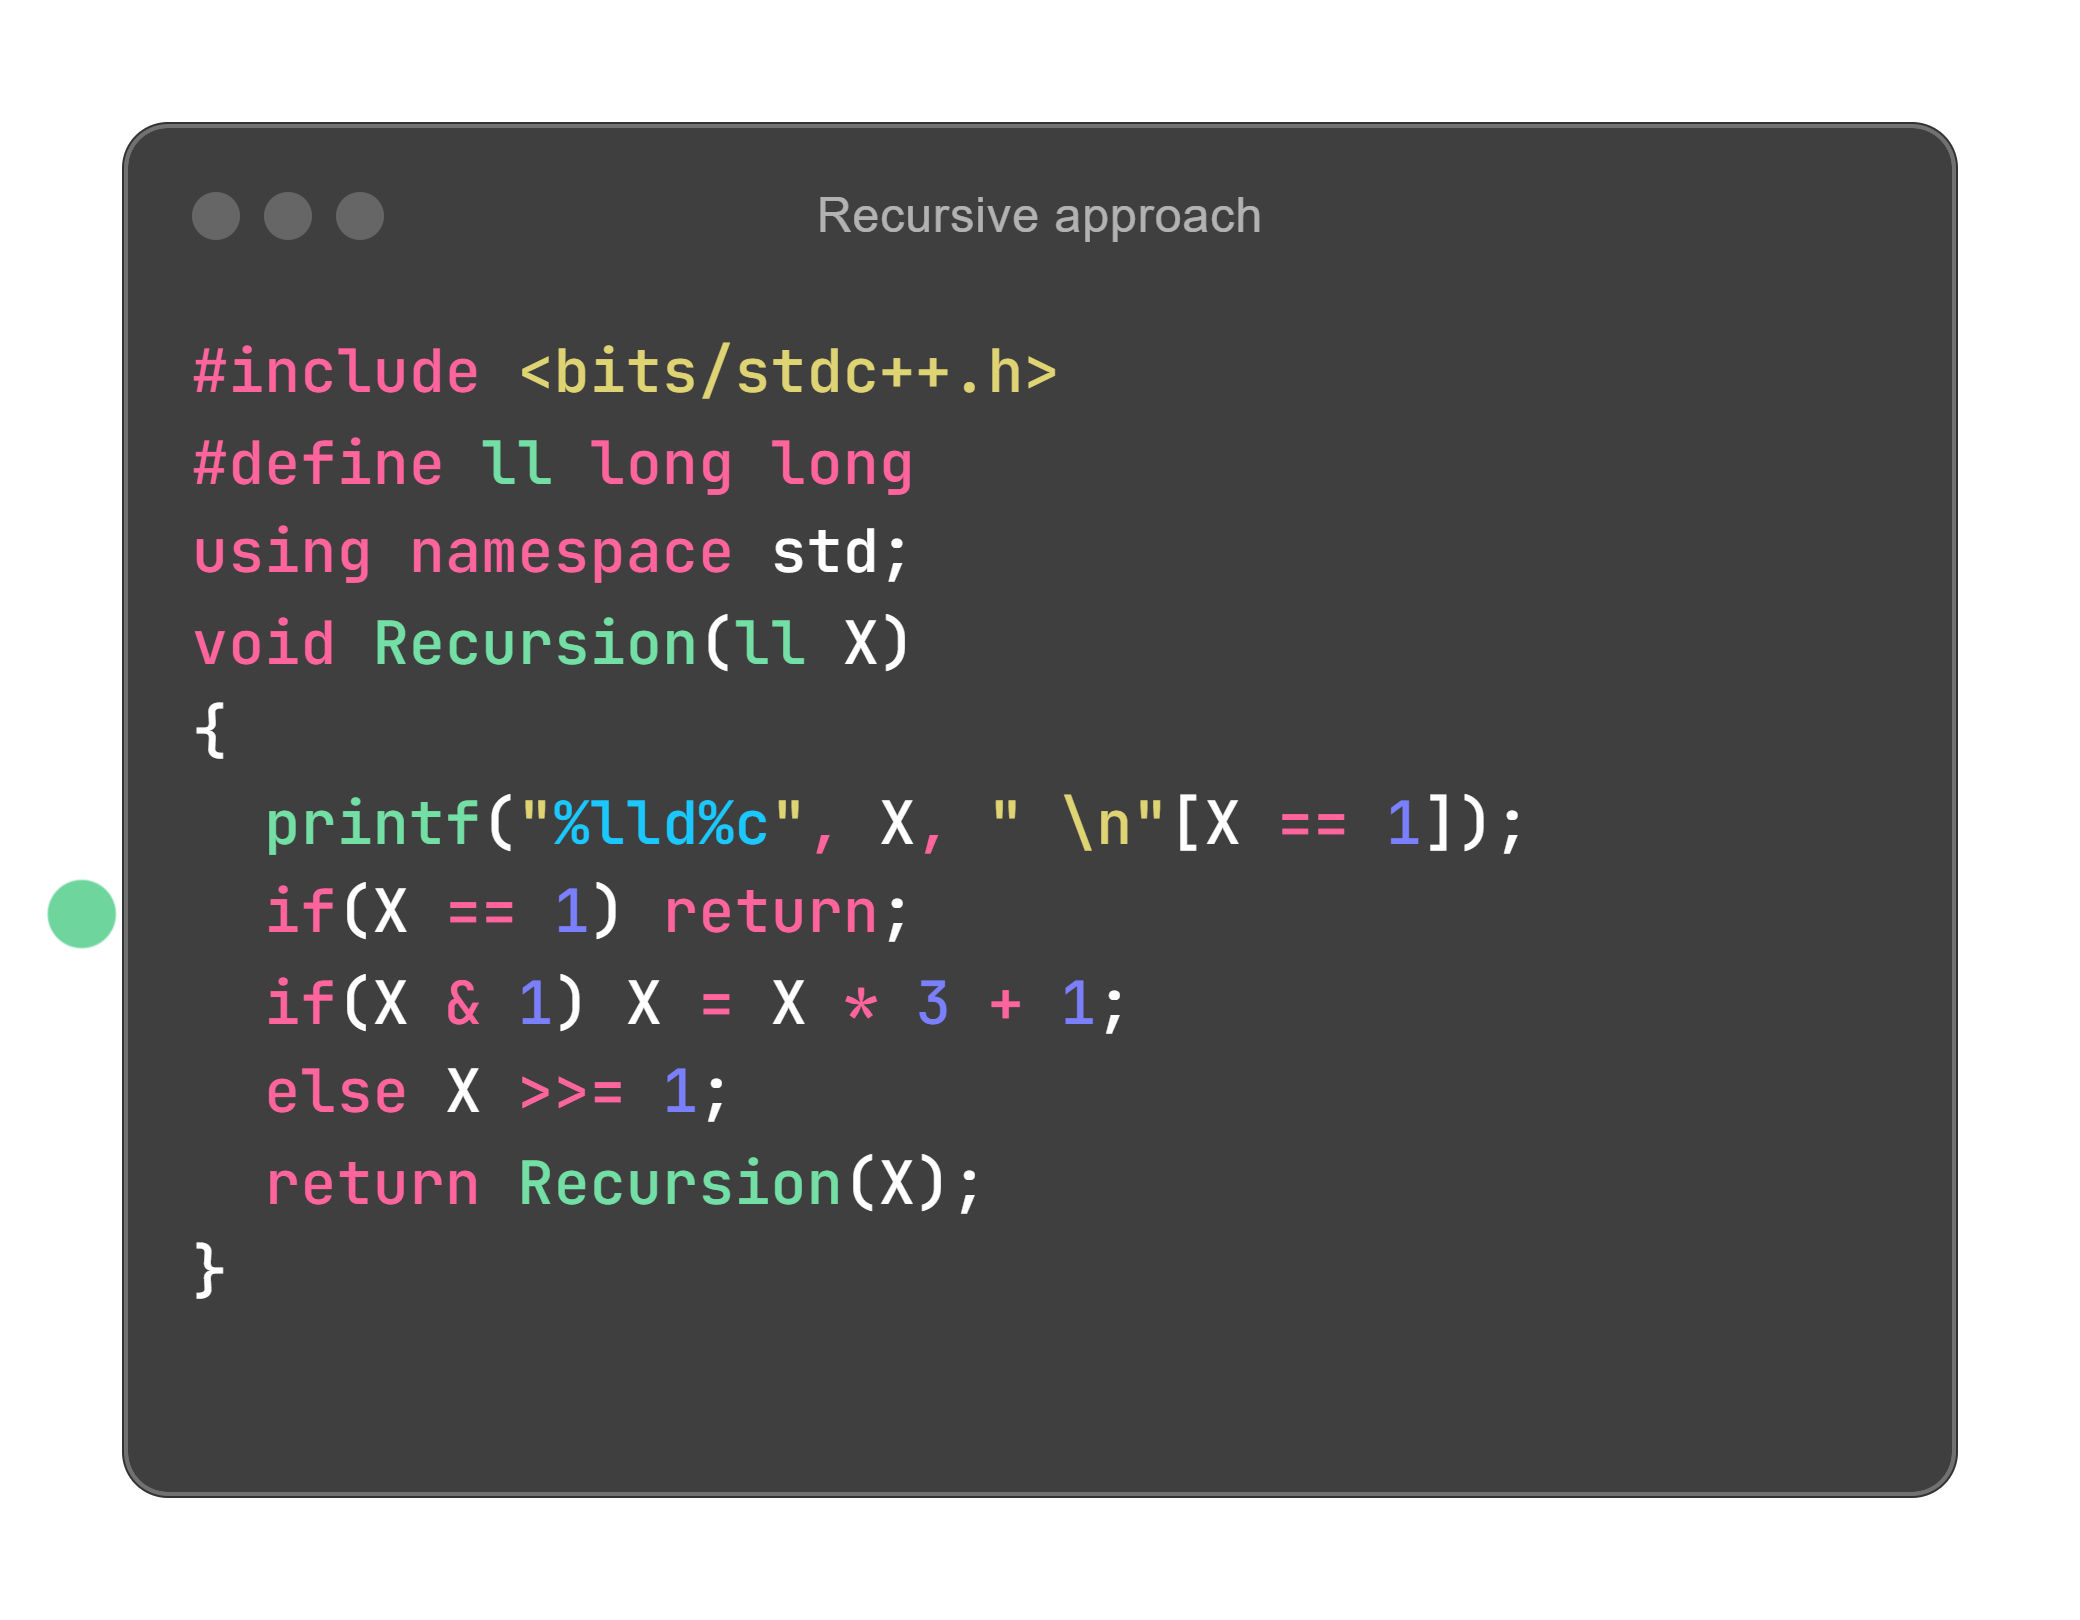 Recursive approach
#include <bits/stdc++.h>
#define ll long long
using namespace std;
void Recursion(ll X)
{
  printf("%lld%c", X, " \n"[X == 1]);
  if(X == 1) return;
  if(X & 1) X = X * 3 + 1;
  else X >>= 1;
  return Recursion(X);
}